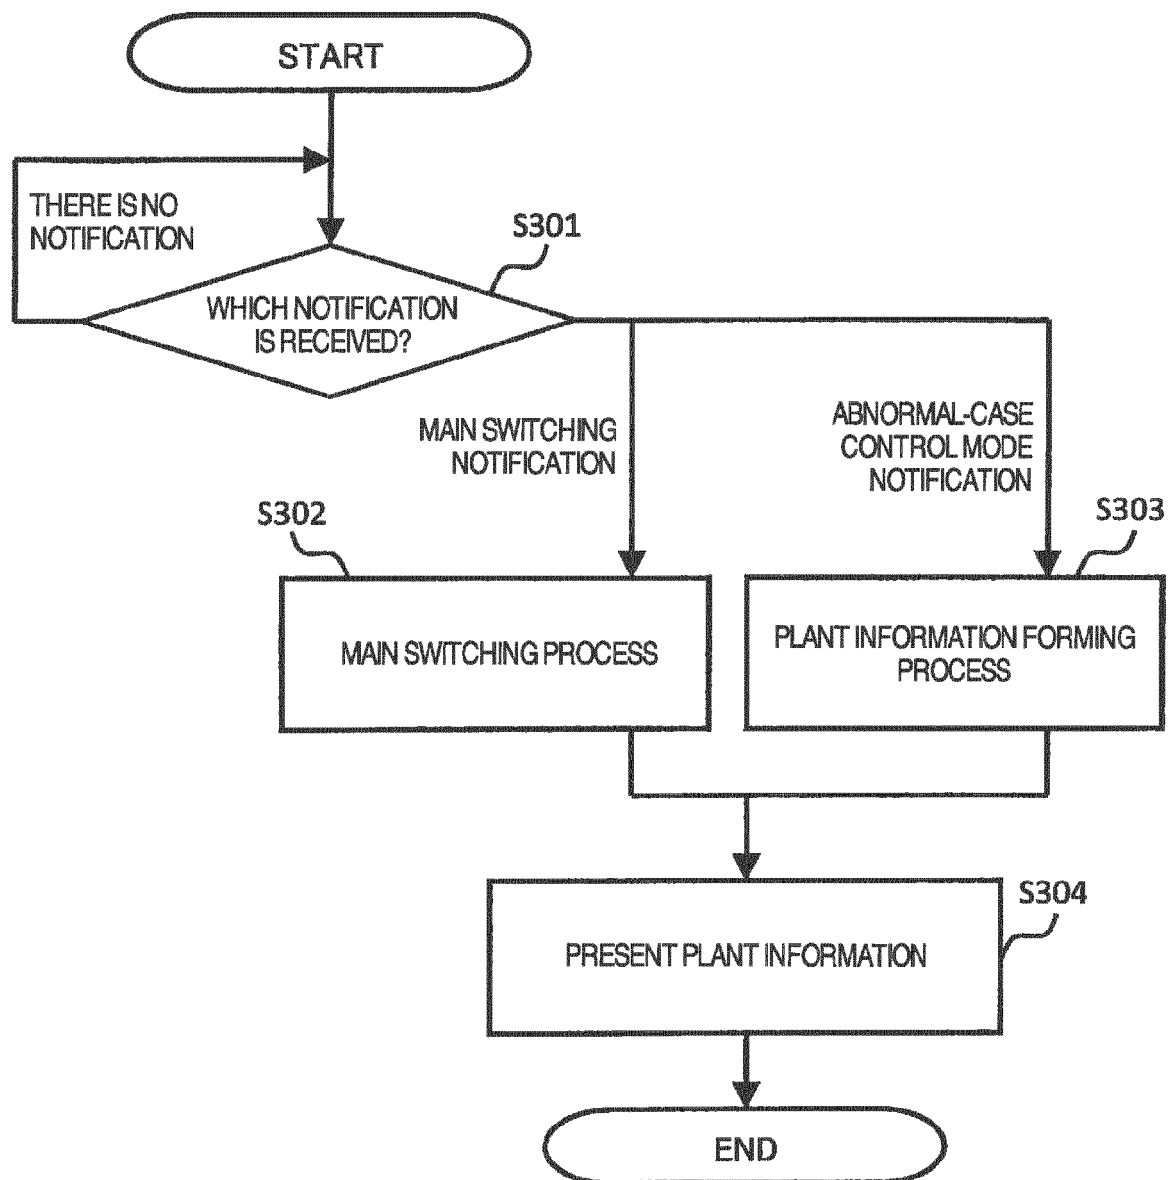 START
THERE IS NO
NOTIFICATION
S301
WHICH NOTIFICATION
IS RECEIVED?
MAIN SWITCHING
NOTIFICATION
ABNORMAL-CASE
CONTROL MODE
NOTIFICATION
S302
S303
MAIN SWITCHING PROCESS
PLANT INFORMATION FORMING
PROCESS
S304
PRESENT PLANT INFORMATION
END